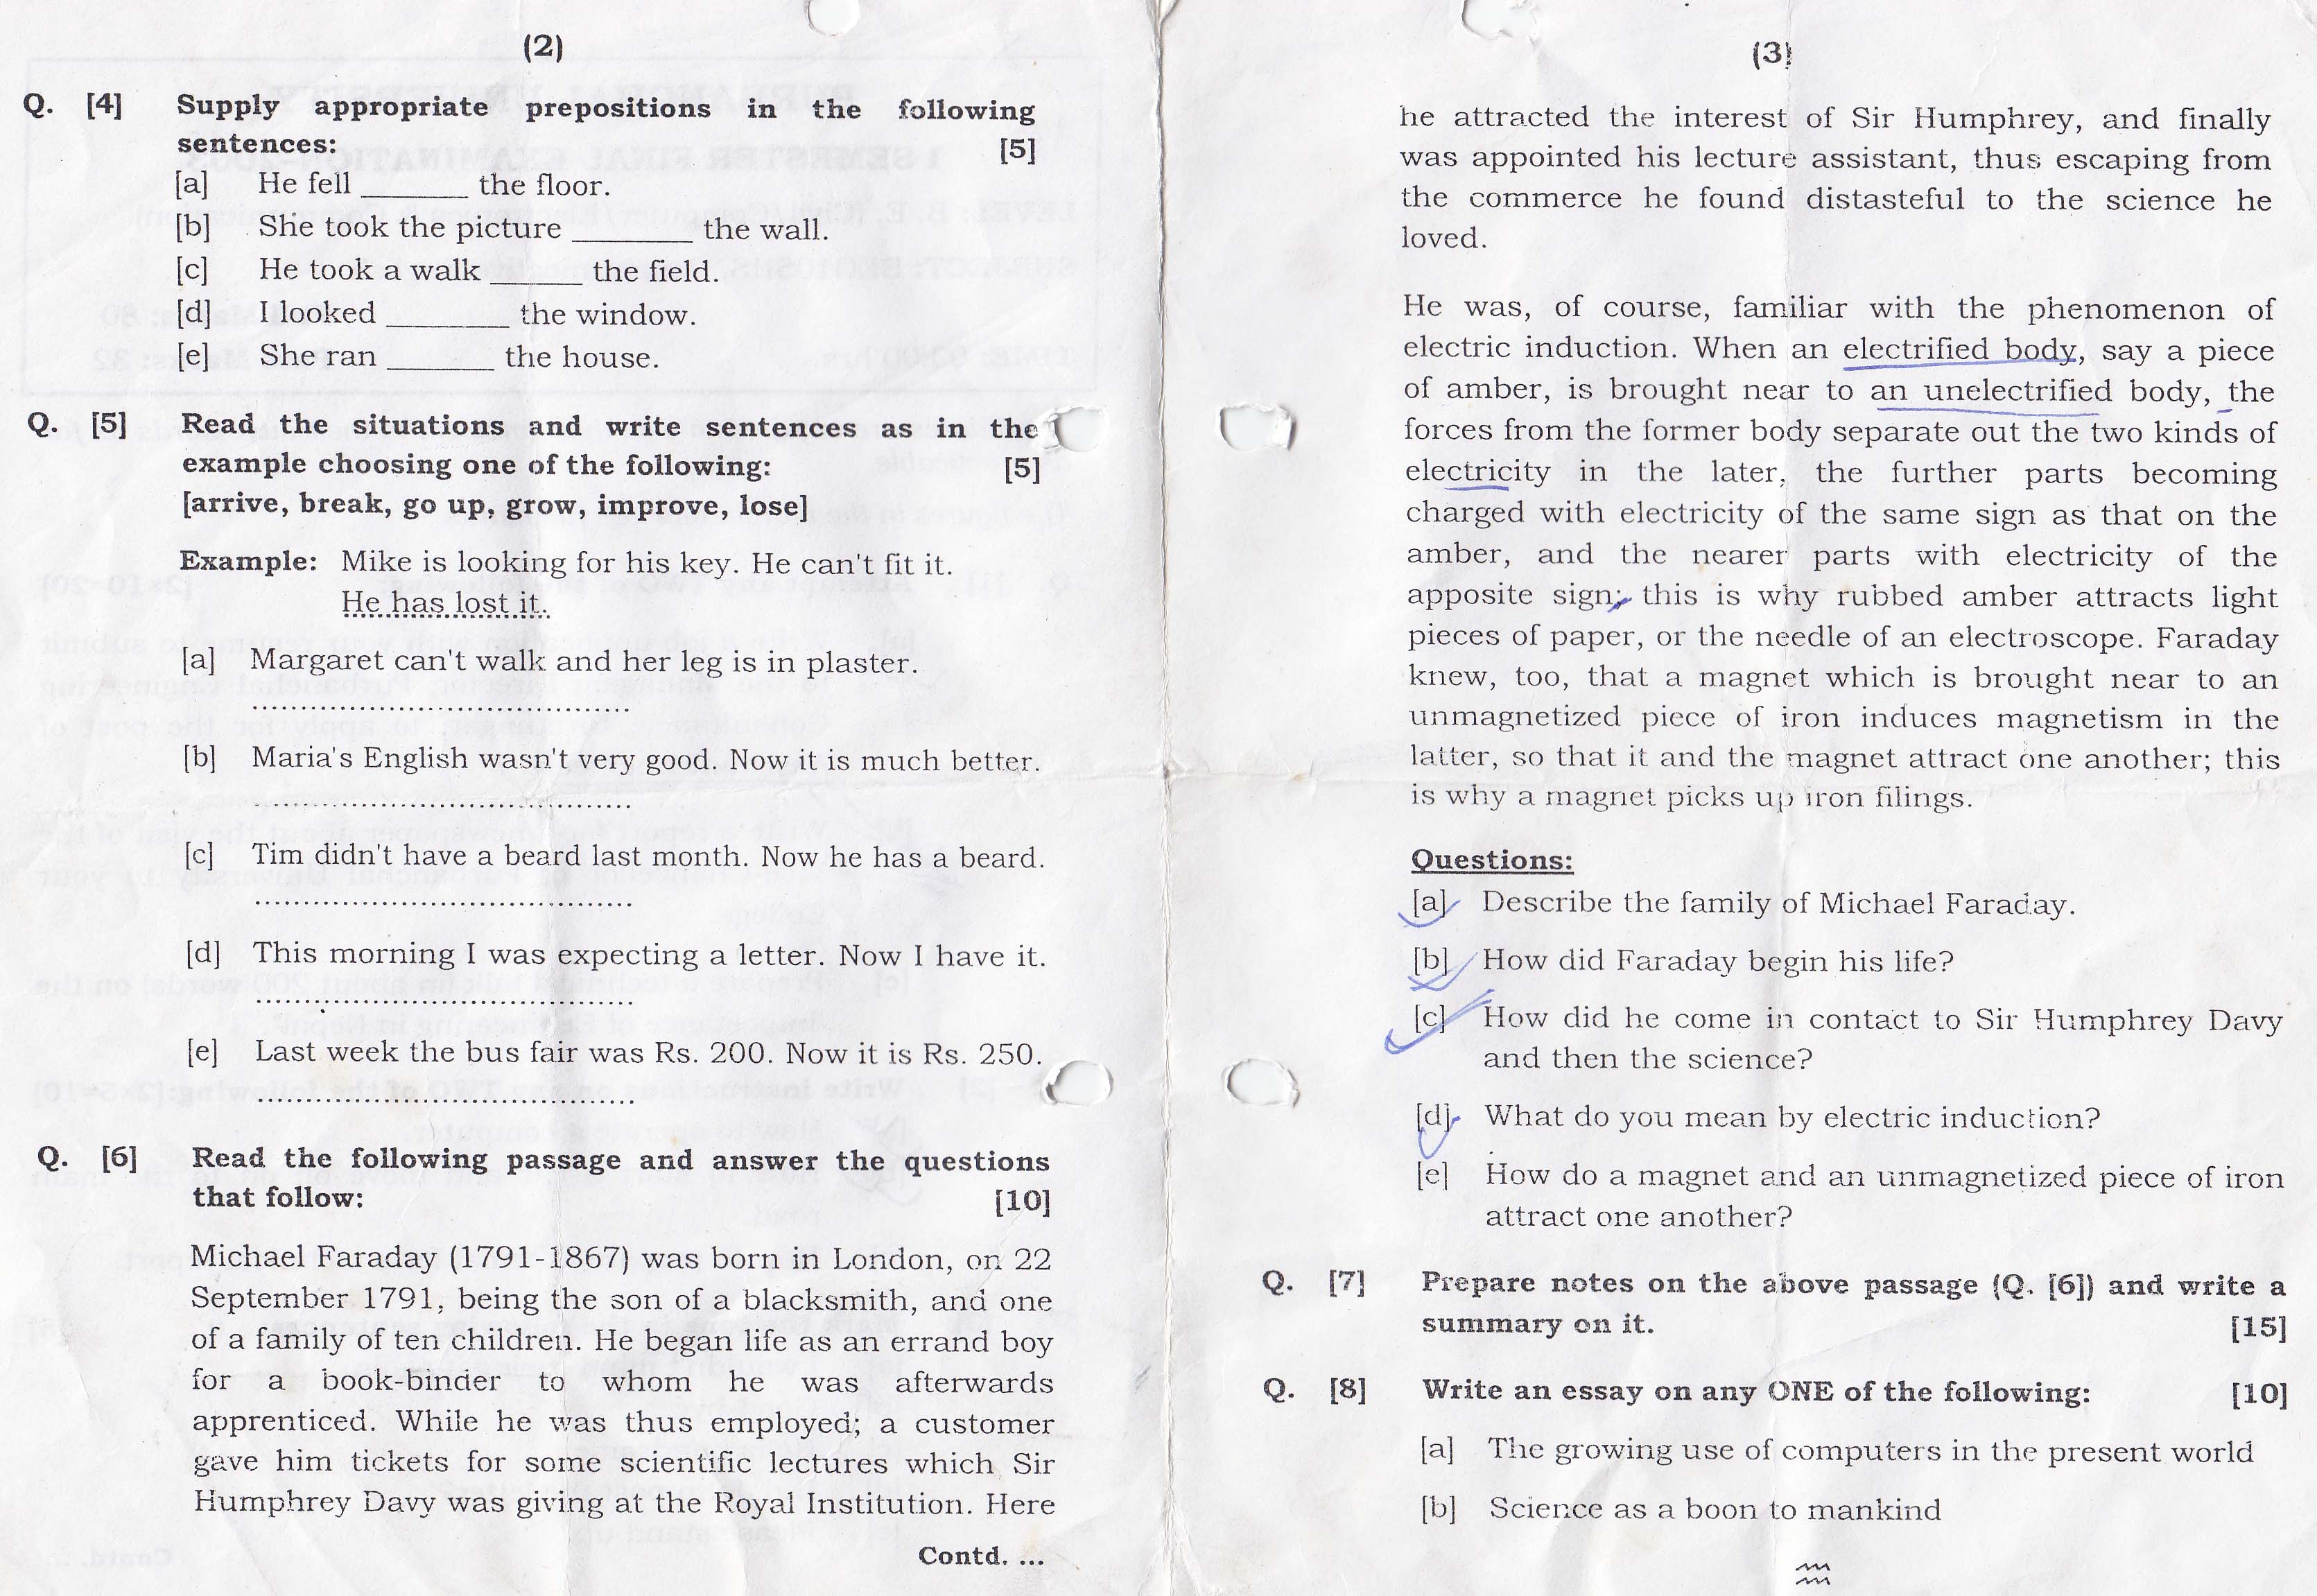 (2)
Q. [4] Supply appropriate prepositions in the following
sentences: [5]
[a] He fell _______ the floor.
[b] She took the picture ________ the wall.
[c] He took a walk ______ the field.
[d] I looked ________ the window.
[e] She ran _______ the house.
Q. [5] Read the situations and write sentences as in the
example choosing one of the following: [5]
[arrive, break, go up, grow, improve, lose]
Example: Mike is looking for his key. He can't fit it.
He has lost it.
[a] Margaret can't walk and her leg is in plaster.
..........................................
[b] Maria's English wasn't very good. Now it is much better.
..........................................
[c] Tim didn't have a beard last month. Now he has a beard.
..........................................
[d] This morning I was expecting a letter. Now I have it.
..........................................
[e] Last week the bus fair was Rs. 200. Now it is Rs. 250.
..........................................
Q. [6] Read the following passage and answer the questions
that follow: [10]
Michael Faraday (1791-1867) was born in London, on 22
September 1791, being the son of a blacksmith, and one
of a family of ten children. He began life as an errand boy
for a book-binder to whom he was afterwards
apprenticed. While he was thus employed; a customer
gave him tickets for some scientific lectures which Sir
Humphrey Davy was giving at the Royal Institution. Here
Contd. ...
(3)
he attracted the interest of Sir Humphrey, and finally
was appointed his lecture assistant, thus escaping from
the commerce he found distasteful to the science he
loved.
He was, of course, familiar with the phenomenon of
electric induction. When an electrified body, say a piece
of amber, is brought near to an unelectrified body, the
forces from the former body separate out the two kinds of
electricity in the later, the further parts becoming
charged with electricity of the same sign as that on the
amber, and the nearer parts with electricity of the
apposite sign; this is why rubbed amber attracts light
pieces of paper, or the needle of an electroscope. Faraday
knew, too, that a magnet which is brought near to an
unmagnetized piece of iron induces magnetism in the
latter, so that it and the magnet attract one another; this
is why a magnet picks up iron filings.
Questions:
[a] Describe the family of Michael Faraday.
[b] How did Faraday begin his life?
[c] How did he come in contact to Sir Humphrey Davy
and then the science?
[d] What do you mean by electric induction?
[e] How do a magnet and an unmagnetized piece of iron
attract one another?
Q. [7] Prepare notes on the above passage (Q. [6]) and write a
summary on it. [15]
Q. [8] Write an essay on any ONE of the following: [10]
[a] The growing use of computers in the present world
[b] Science as a boon to mankind